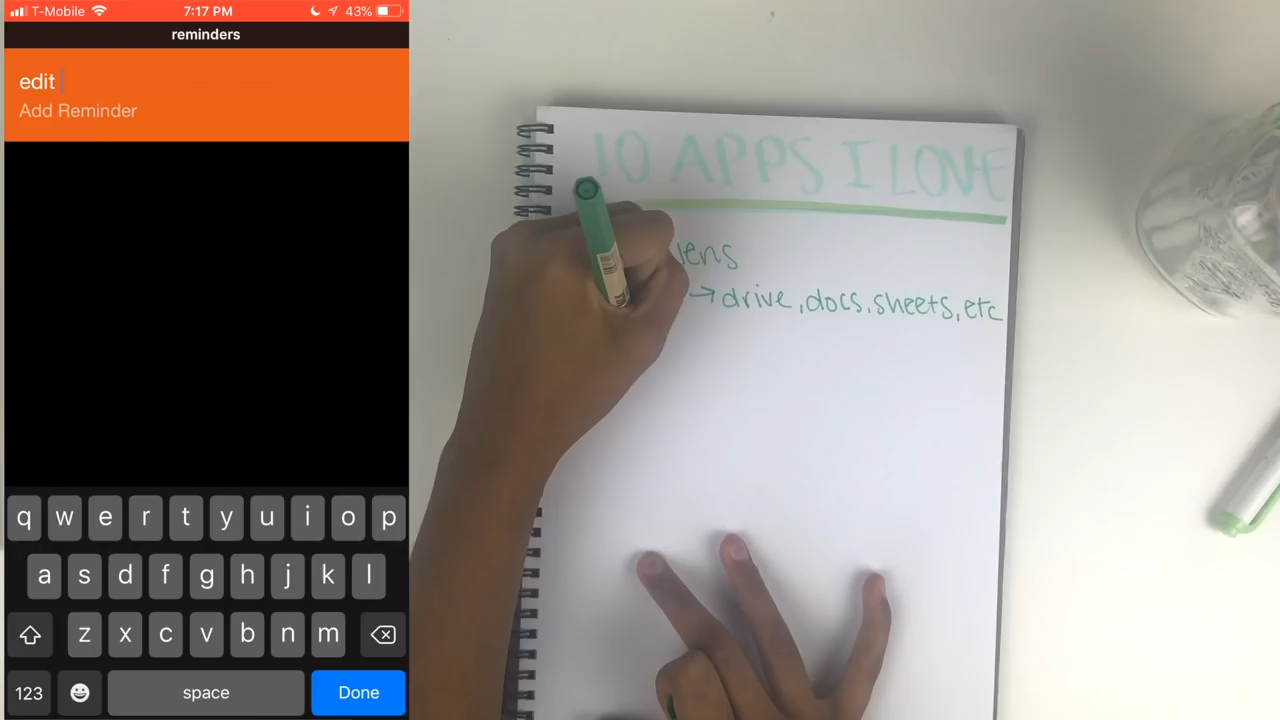 T-Mobile 7:17 PM 43%
reminders
edit
Add Reminder
q w e r t y u i o p
a s d f g h j k l
z x c v b n m
123 space Done
10 APPS I LOVE
lens
→ drive, docs, sheets, etc